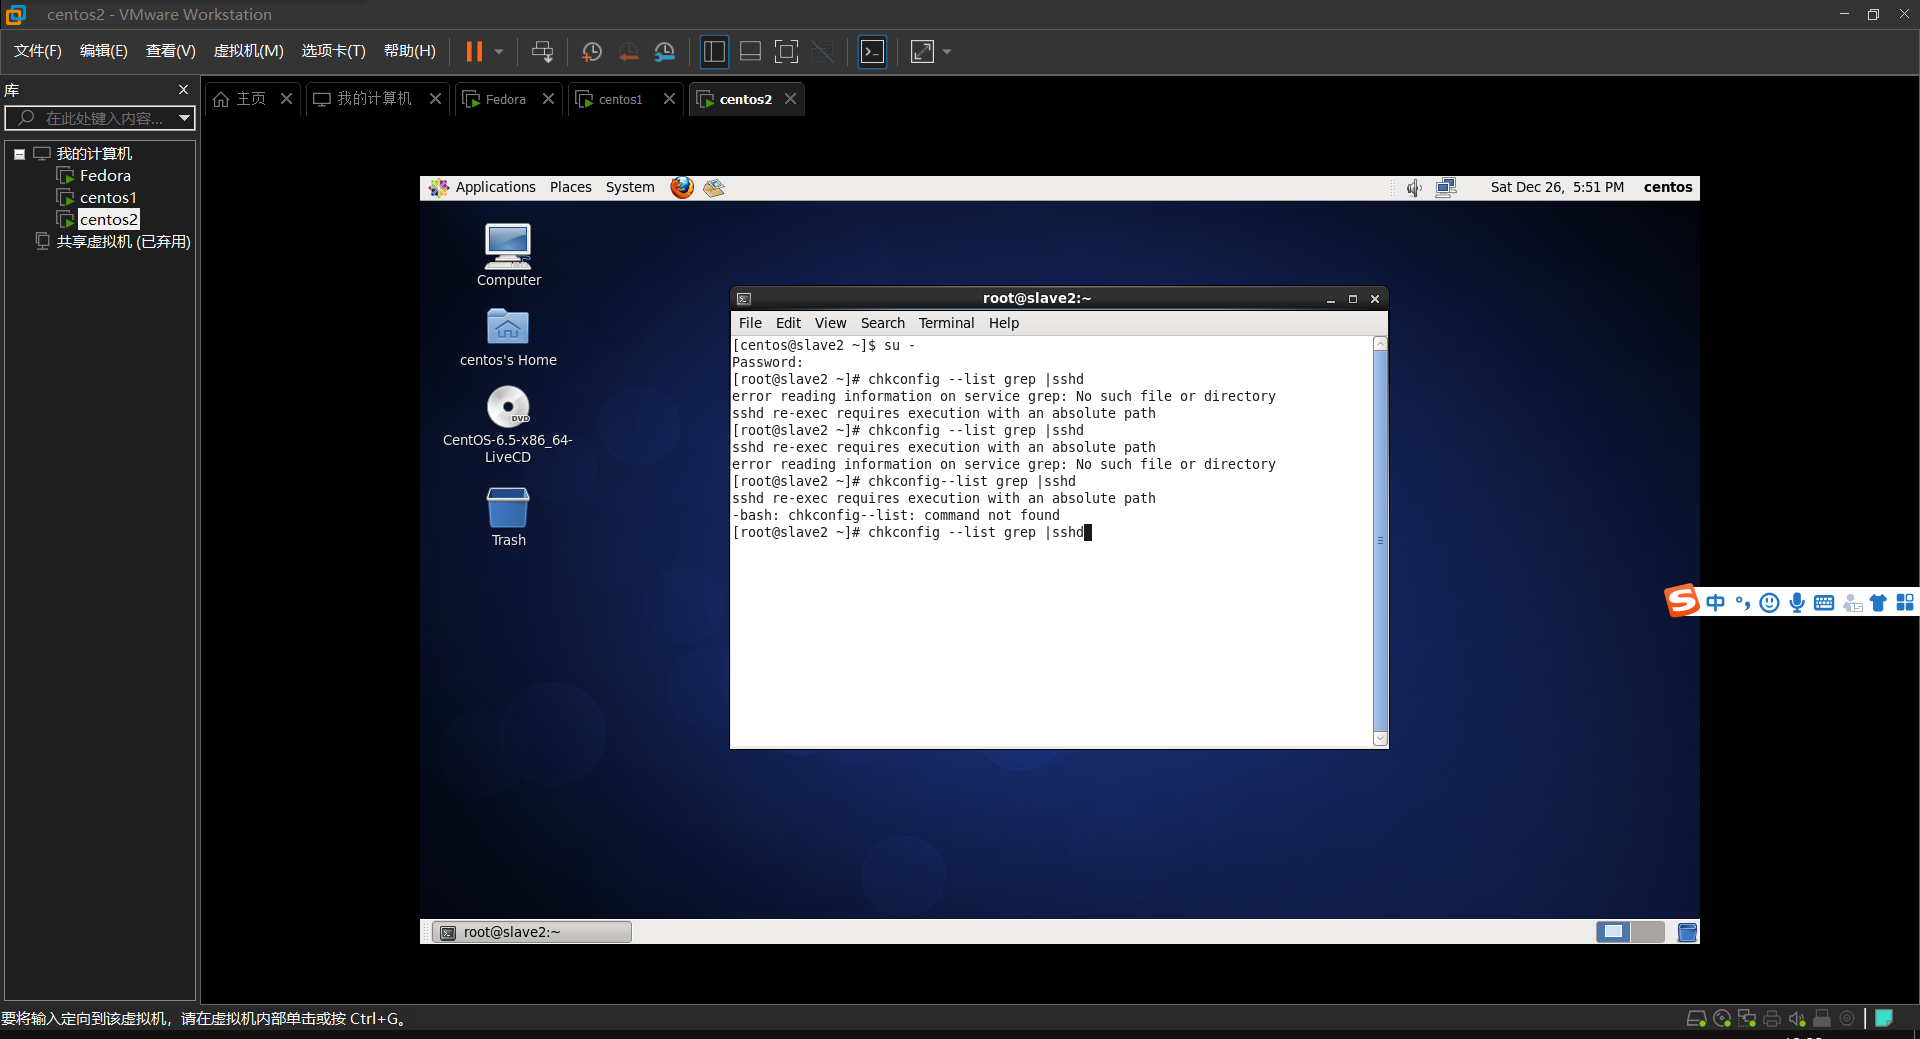 centos2 - VMware Workstation
文件(F) 编辑(E) 查看(V) 虚拟机(M) 选项卡(T) 帮助(H)
库
在此处键入内容...
我的计算机
Fedora
centos1
centos2
共享虚拟机 (已弃用)
主页 我的计算机 Fedora centos1 centos2
Applications Places System Sat Dec 26, 5:51 PM centos
Computer
centos's Home
DVD
CentOS-6.5-x86_64-
LiveCD
Trash
root@slave2:~
File Edit View Search Terminal Help
[centos@slave2 ~]$ su -
Password:
[root@slave2 ~]# chkconfig --list grep |sshd
error reading information on service grep: No such file or directory
sshd re-exec requires execution with an absolute path
[root@slave2 ~]# chkconfig --list grep |sshd
sshd re-exec requires execution with an absolute path
error reading information on service grep: No such file or directory
[root@slave2 ~]# chkconfig--list grep |sshd
sshd re-exec requires execution with an absolute path
-bash: chkconfig--list: command not found
[root@slave2 ~]# chkconfig --list grep |sshd
S 中
root@slave2:~
要将输入定向到该虚拟机，请在虚拟机内部单击或按 Ctrl+G。